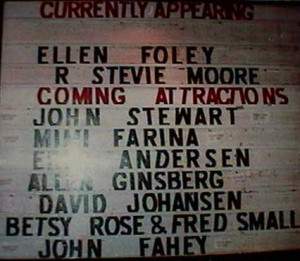 CURRENTLY APPEARING
ELLEN FOLEY
R STEVIE MOORE
COMING ATTRACTIONS
JOHN STEWART
MIMI FARINA
ANDERSEN
ALLEN GINSBERG
DAVID JOHANSEN
BETSY ROSE & FRED SMALL
JOHN FAHEY